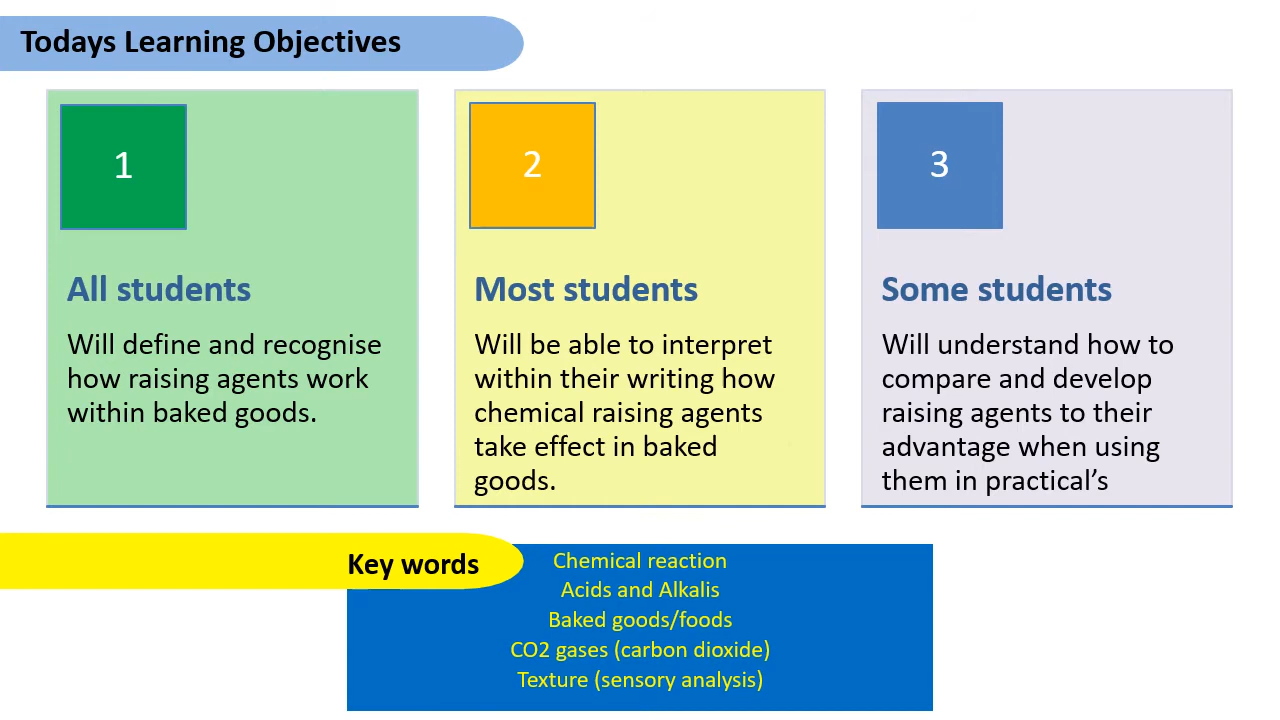 Todays Learning Objectives
1
All students
Will define and recognise
how raising agents work
within baked goods.
2
Most students
Will be able to interpret
within their writing how
chemical raising agents
take effect in baked
goods.
3
Some students
Will understand how to
compare and develop
raising agents to their
advantage when using
them in practical’s
Key words
Chemical reaction
Acids and Alkalis
Baked goods/foods
CO2 gases (carbon dioxide)
Texture (sensory analysis)